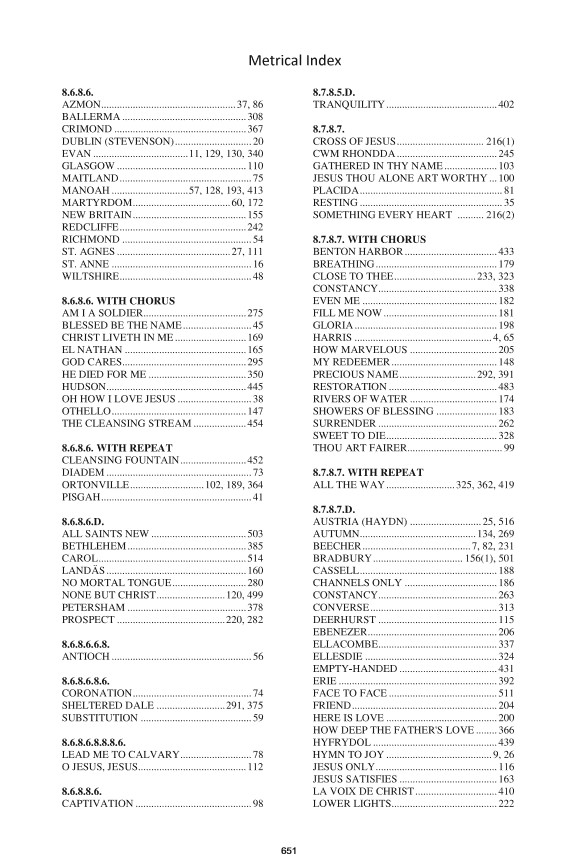 Metrical Index
8.6.8.6.
AZMON....................................................37, 86
BALLERMA................................................308
CRIMOND...................................................367
DUBLIN (STEVENSON).............................20
EVAN.....................................11, 129, 130, 340
GLASGOW..................................................110
MAITLAND...................................................75
MANOAH..............................57, 128, 193, 413
MARTYRDOM......................................60, 172
NEW BRITAIN............................................155
REDCLIFFE.................................................242
RICHMOND..................................................54
ST. AGNES............................................27, 111
ST. ANNE......................................................16
WILTSHIRE...................................................48
8.6.8.6. WITH CHORUS
AM I A SOLDIER........................................275
BLESSED BE THE NAME..........................45
CHRIST LIVETH IN ME............................169
EL NATHAN................................................165
GOD CARES................................................295
HE DIED FOR ME......................................350
HUDSON......................................................445
OH HOW I LOVE JESUS.............................38
OTHELLO....................................................147
THE CLEANSING STREAM....................454
8.6.8.6. WITH REPEAT
CLEANSING FOUNTAIN.........................452
DIADEM........................................................73
ORTONVILLE............................102, 189, 364
PISGAH..........................................................41
8.6.8.6.D.
ALL SAINTS NEW.....................................503
BETHLEHEM..............................................385
CAROL.........................................................514
LANDÅS......................................................160
NO MORTAL TONGUE............................280
NONE BUT CHRIST..........................120, 499
PETERSHAM..............................................378
PROSPECT.........................................220, 282
8.6.8.6.6.8.
ANTIOCH......................................................56
8.6.8.6.8.6.
CORONATION.............................................74
SHELTERED DALE..........................291, 375
SUBSTITUTION...........................................59
8.6.8.6.8.8.8.6.
LEAD ME TO CALVARY...........................78
O JESUS, JESUS.........................................112
8.6.8.8.6.
CAPTIVATION.............................................98
8.7.8.5.D.
TRANQUILITY...........................................402
8.7.8.7.
CROSS OF JESUS.................................216(1)
CWM RHONDDA.......................................245
GATHERED IN THY NAME....................103
JESUS THOU ALONE ART WORTHY...100
PLACIDA.......................................................81
RESTING.......................................................35
SOMETHING EVERY HEART..........216(2)
8.7.8.7. WITH CHORUS
BENTON HARBOR....................................433
BREATHING...............................................179
CLOSE TO THEE...............................233, 323
CONSTANCY..............................................338
EVEN ME....................................................182
FILL ME NOW............................................181
GLORIA.......................................................198
HARRIS.....................................................4, 65
HOW MARVELOUS..................................205
MY REDEEMER.........................................148
PRECIOUS NAME.............................292, 391
RESTORATION..........................................483
RIVERS OF WATER..................................174
SHOWERS OF BLESSING.......................183
SURRENDER..............................................262
SWEET TO DIE...........................................328
THOU ART FAIRER.....................................99
8.7.8.7. WITH REPEAT
ALL THE WAY..........................325, 362, 419
8.7.8.7.D.
AUSTRIA (HAYDN)...........................25, 516
AUTUMN............................................134, 269
BEECHER..........................................7, 82, 231
BRADBURY..................................156(1), 501
CASSELL.....................................................188
CHANNELS ONLY....................................186
CONSTANCY..............................................263
CONVERSE.................................................313
DEERHURST..............................................115
EBENEZER..................................................206
ELLACOMBE..............................................337
ELLESDIE...................................................324
EMPTY-HANDED......................................431
ERIE.............................................................392
FACE TO FACE..........................................511
FRIEND........................................................204
HERE IS LOVE...........................................200
HOW DEEP THE FATHER'S LOVE........366
HYFRYDOL................................................439
HYMN TO JOY.........................................9, 26
JESUS ONLY...............................................116
JESUS SATISFIES......................................163
LA VOIX DE CHRIST................................410
LOWER LIGHTS.........................................222
651